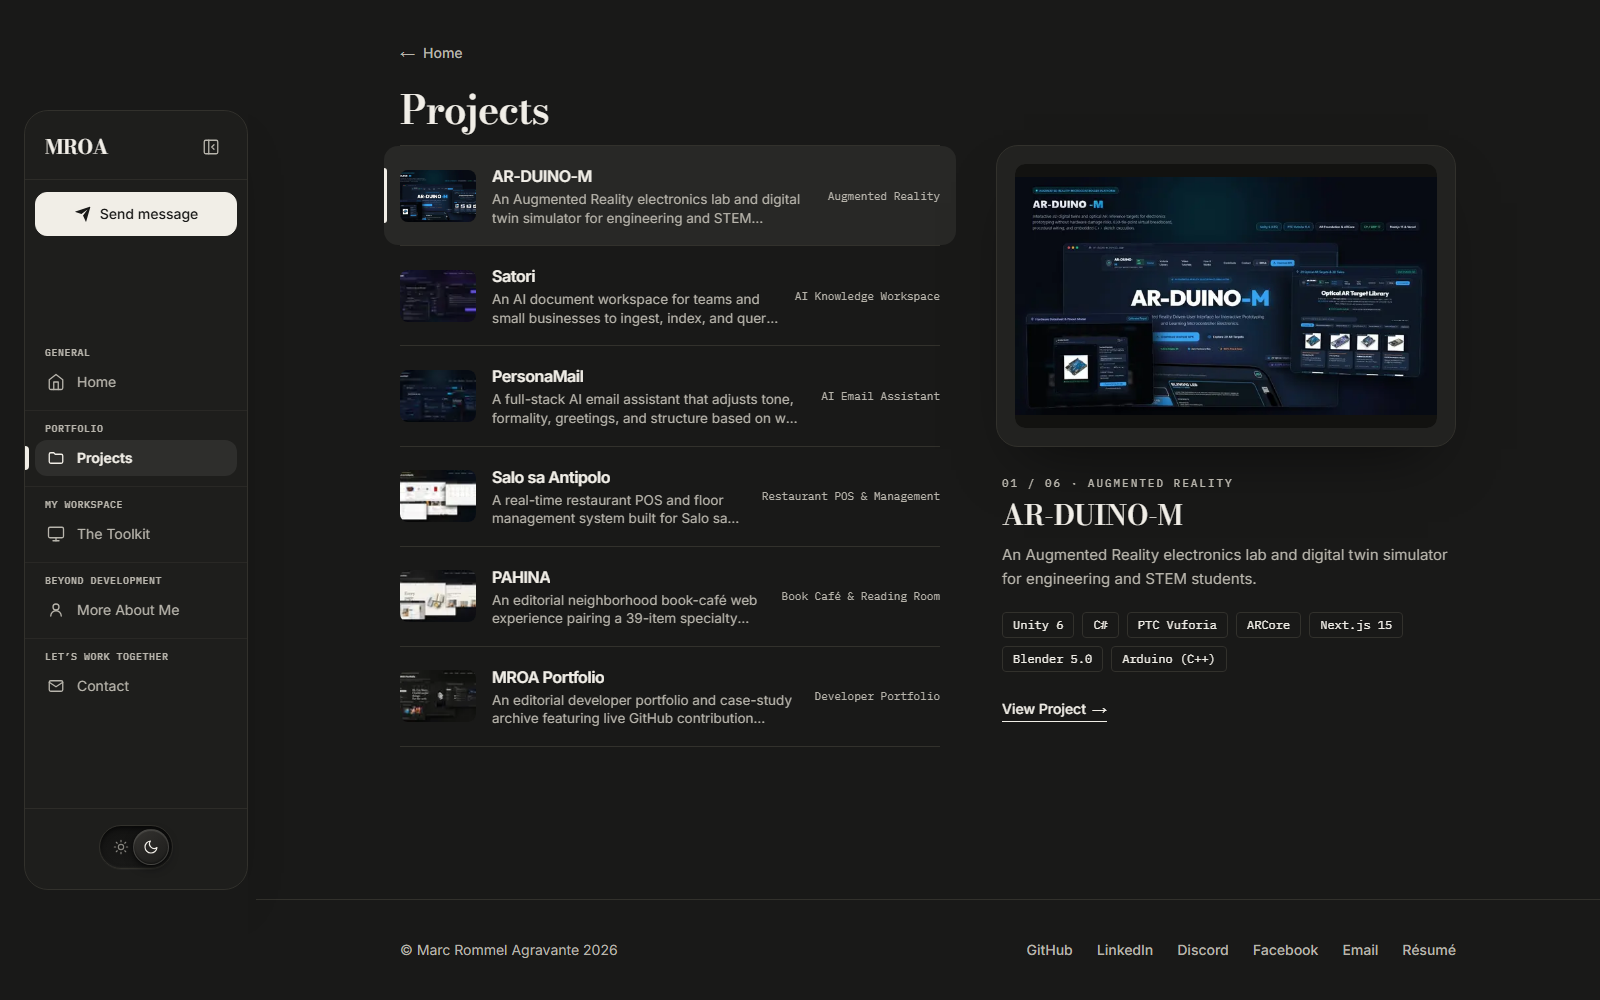 ← Home
Projects
MROA
Send message
GENERAL
Home
PORTFOLIO
Projects
MY WORKSPACE
The Toolkit
BEYOND DEVELOPMENT
More About Me
LET'S WORK TOGETHER
Contact
AR-DUINO-M
An Augmented Reality electronics lab and digital
twin simulator for engineering and STEM...
Augmented Reality
Satori
An AI document workspace for teams and
small businesses to ingest, index, and quer...
AI Knowledge Workspace
PersonaMail
A full-stack AI email assistant that adjusts tone,
formality, greetings, and structure based on w...
AI Email Assistant
Salo sa Antipolo
A real-time restaurant POS and floor
management system built for Salo sa...
Restaurant POS & Management
PAHINA
An editorial neighborhood book-café web
experience pairing a 39-item specialty...
Book Café & Reading Room
MROA Portfolio
An editorial developer portfolio and case-study
archive featuring live GitHub contribution...
Developer Portfolio
AR-DUINO-M
AR-DUINO-M
Optical AR Target Library
01 / 06 · AUGMENTED REALITY
AR-DUINO-M
An Augmented Reality electronics lab and digital twin simulator
for engineering and STEM students.
Unity 6
C#
PTC Vuforia
ARCore
Next.js 15
Blender 5.0
Arduino (C++)
View Project →
© Marc Rommel Agravante 2026
GitHub
LinkedIn
Discord
Facebook
Email
Résumé